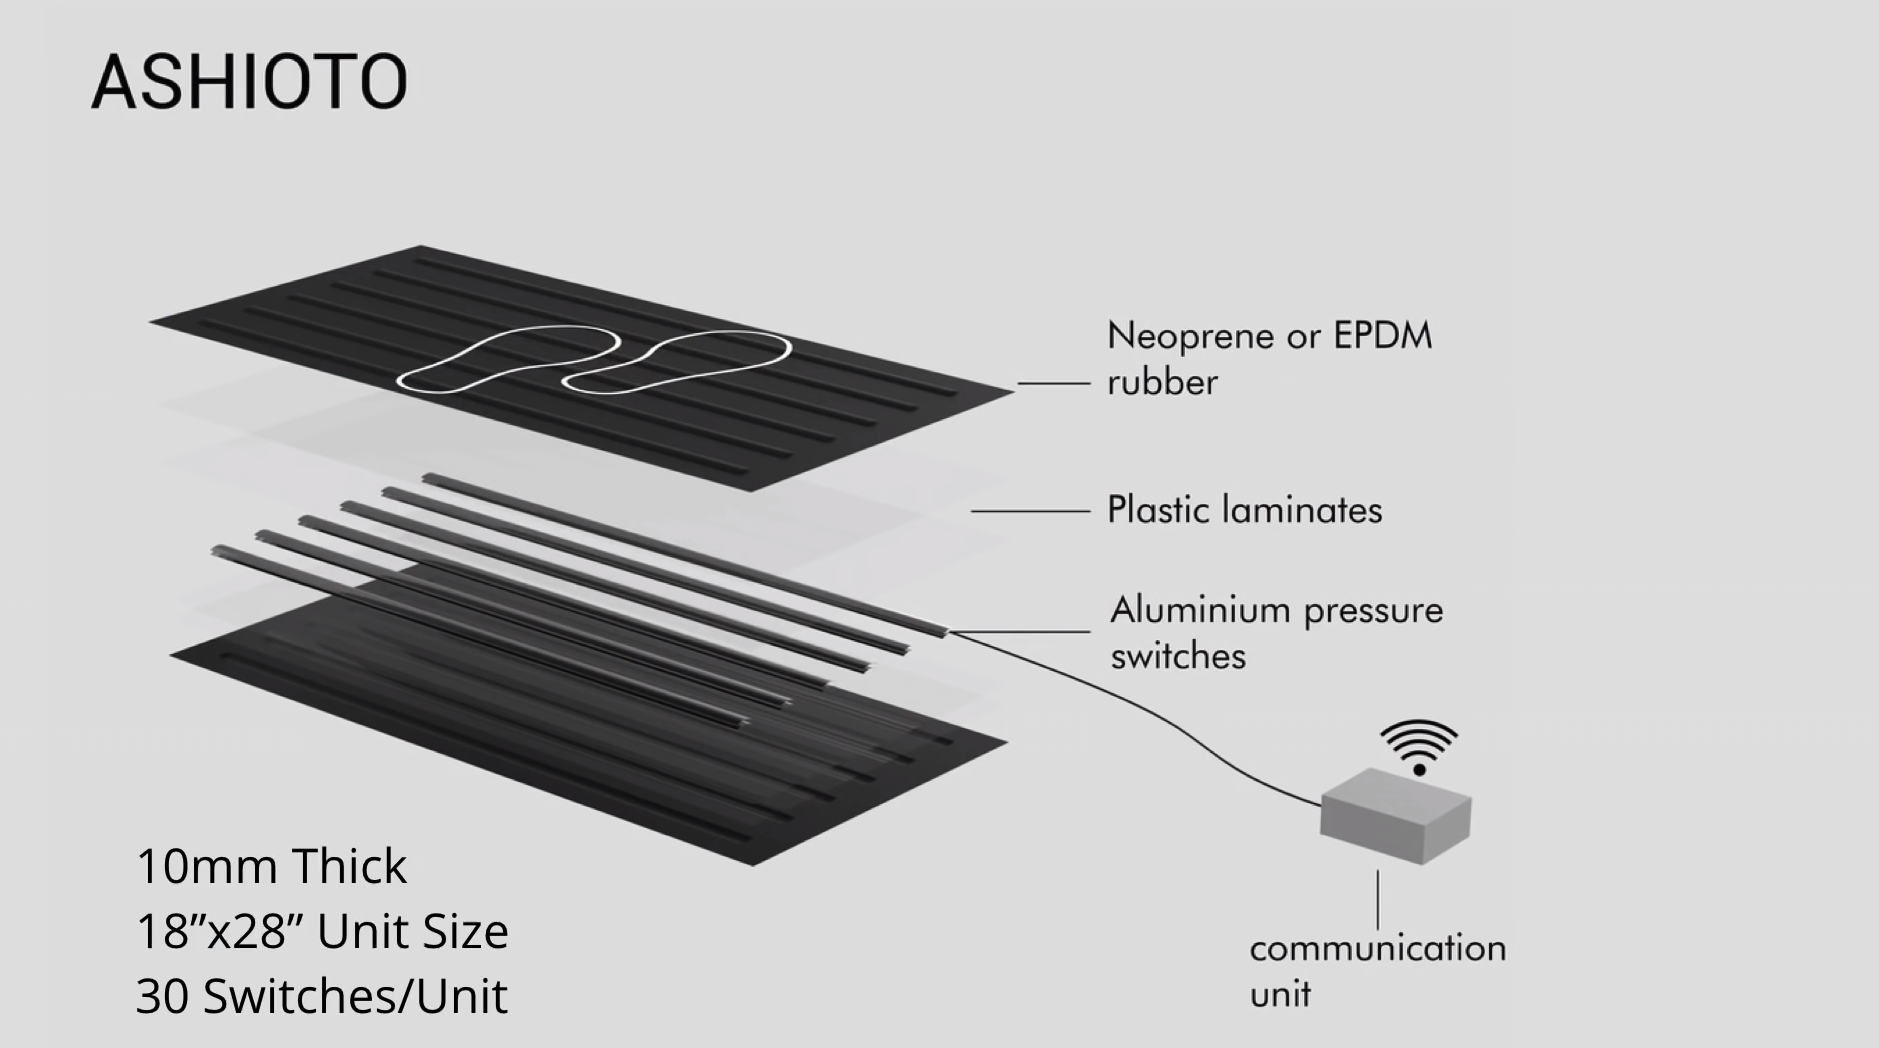 ASHIOTO
Neoprene or EPDM
rubber
Plastic laminates
Aluminium pressure
switches
communication
unit
10mm Thick
18”x28” Unit Size
30 Switches/Unit